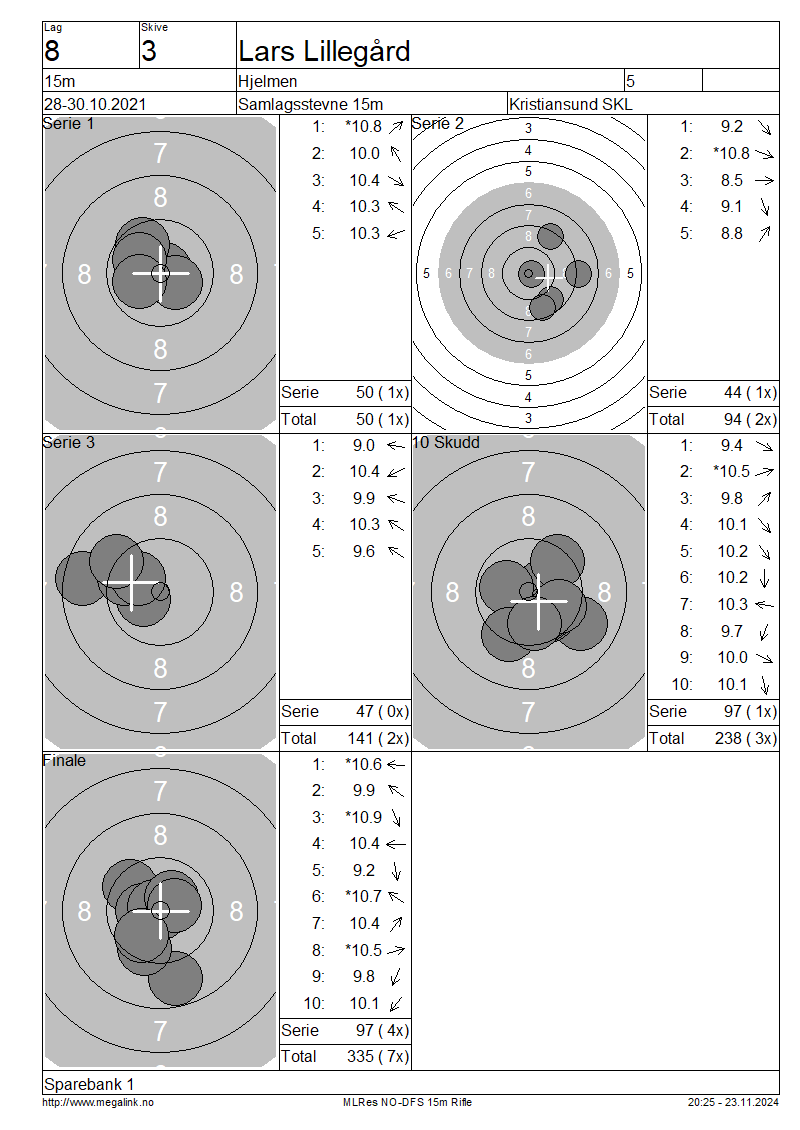 Lag
Skive
8
3
Lars Lillegård
15m
Hjelmen
5
28-30.10.2021
Samlagsstevne 15m
Kristiansund SKL
Serie 1
7
8
8 8
8
7
1: *10.8
2: 10.0
3: 10.4
4: 10.3
5: 10.3
Serie 50 ( 1x)
Total 50 ( 1x)
Serie 2
3
4
5
6
7
8
5 6 7 8 6 5
8
7
6
5
4
3
1: 9.2
2: *10.8
3: 8.5
4: 9.1
5: 8.8
Serie 44 ( 1x)
Total 94 ( 2x)
Serie 3
7
8
8
8
7
1: 9.0
2: 10.4
3: 9.9
4: 10.3
5: 9.6
Serie 47 ( 0x)
Total 141 ( 2x)
10 Skudd
7
8
8 8
8
7
1: 9.4
2: *10.5
3: 9.8
4: 10.1
5: 10.2
6: 10.2
7: 10.3
8: 9.7
9: 10.0
10: 10.1
Serie 97 ( 1x)
Total 238 ( 3x)
Finale
7
8
8 8
7
1: *10.6
2: 9.9
3: *10.9
4: 10.4
5: 9.2
6: *10.7
7: 10.4
8: *10.5
9: 9.8
10: 10.1
Serie 97 ( 4x)
Total 335 ( 7x)
Sparebank 1
http://www.megalink.no
MLRes NO-DFS 15m Rifle
20:25 - 23.11.2024